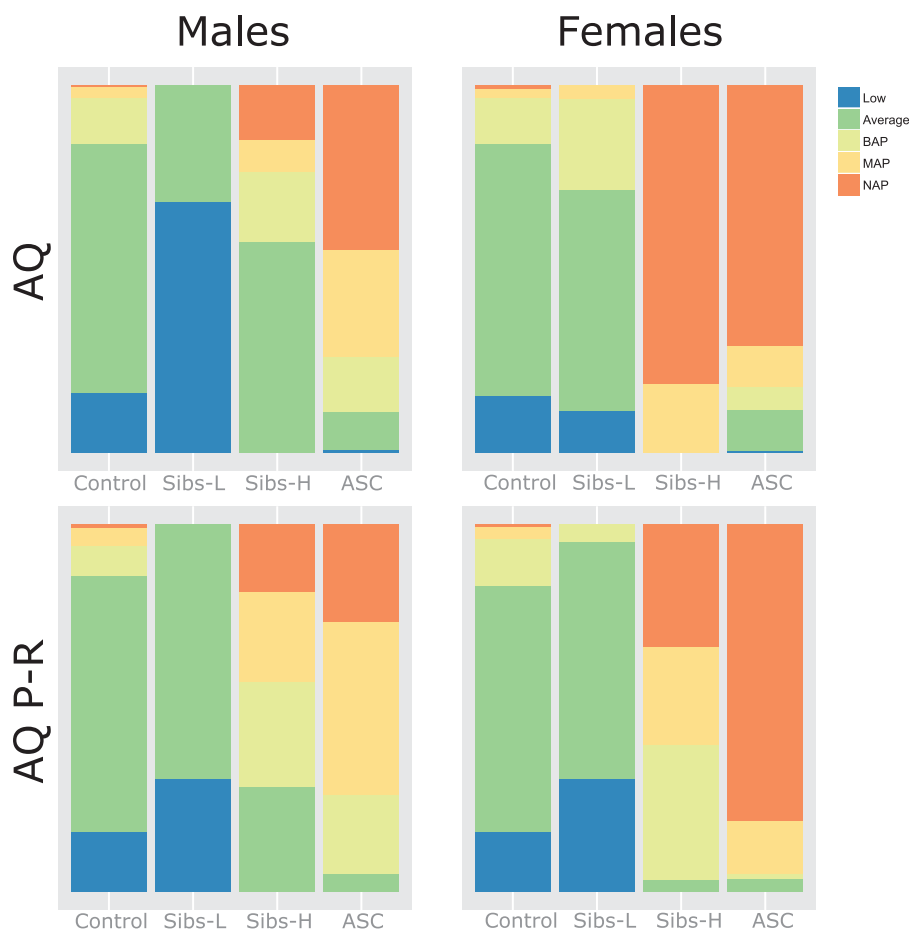 Males
Females
Low
Average
BAP
MAP
NAP
AQ
Control Sibs-L Sibs-H ASC
Control Sibs-L Sibs-H ASC
AQ P-R
Control Sibs-L Sibs-H ASC
Control Sibs-L Sibs-H ASC